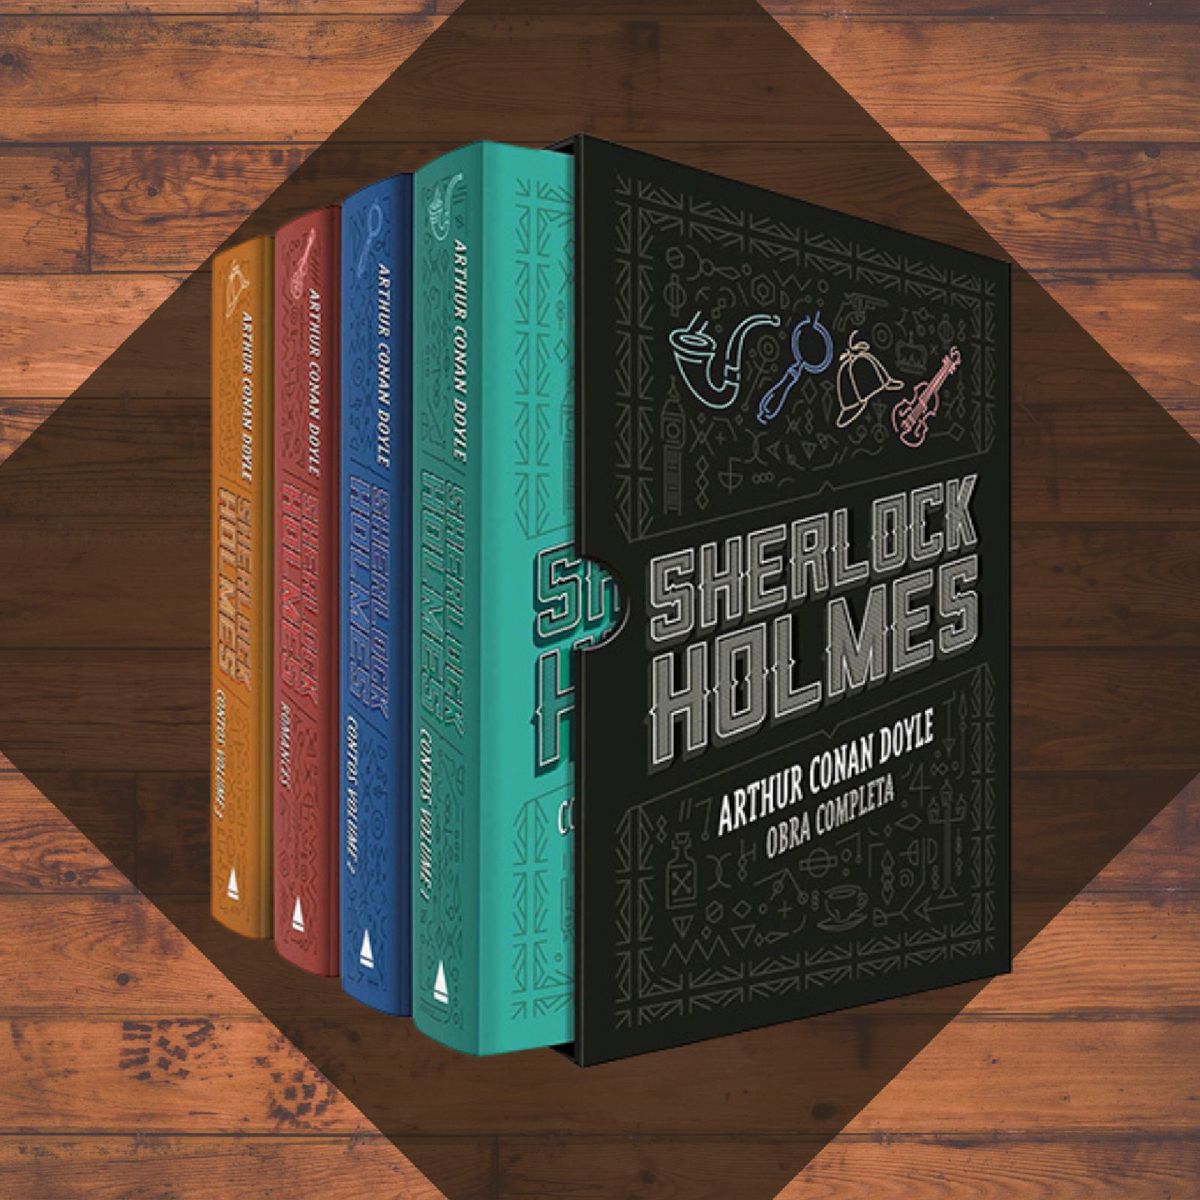 ARTHUR CONAN DOYLE
SHERLOCK
HOLMES
ARTHUR CONAN DOYLE
SHERLOCK
HOLMES
ROMANCES
ARTHUR CONAN DOYLE
SHERLOCK
HOLMES
CONTOS VOLUME 2
ARTHUR CONAN DOYLE
SHERLOCK
HOLMES
CONTOS VOLUME 1
SHERLOCK
HOLMES
ARTHUR CONAN DOYLE
OBRA COMPLETA